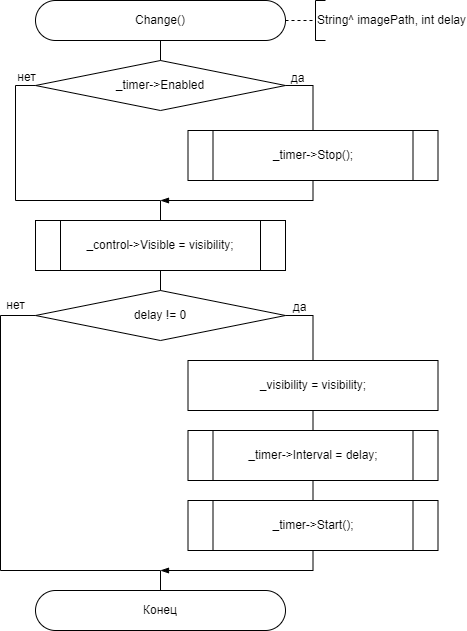 Change()
String^ imagePath, int delay
_timer->Enabled
нет
да
_timer->Stop();
_control->Visible = visibility;
delay != 0
нет
да
_visibility = visibility;
_timer->Interval = delay;
_timer->Start();
Конец